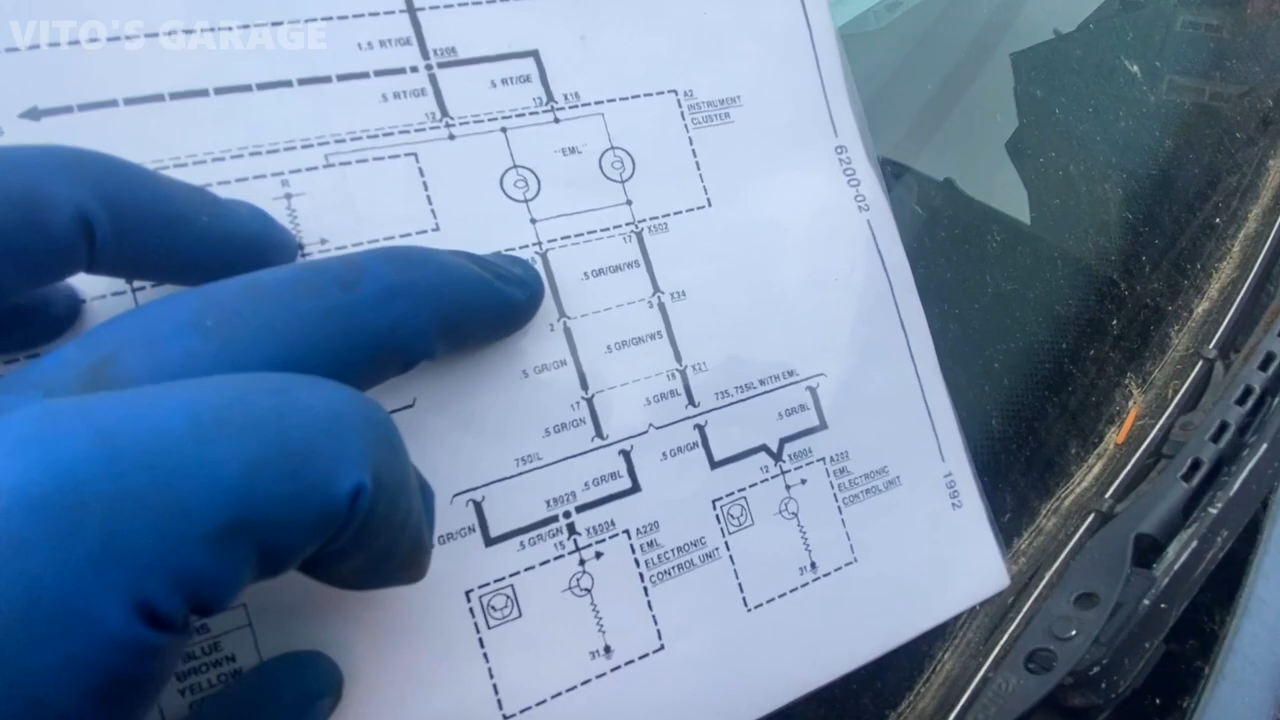 VITO'S GARAGE
1.5 RT/GE
X206
.5 RT/GE
.5 RT/GE
13
X16
12
A2
INSTRUMENT
CLUSTER
"EML"
R
6200-02
17
X502
.5 GR/GN/WS
3
X34
2
.5 GR/GN/WS
.5 GR/GN
18
X21
.5 GR/BL
735, 735IL WITH EML
17
.5 GR/GN
.5 GR/BL
750IL
.5 GR/GN
12
X6004
A202
EML
ELECTRONIC
CONTROL UNIT
.5 GR/BL
GR/GN
.5 GR/GN
15
X6004
A220
EML
ELECTRONIC
CONTROL UNIT
31
31
1992
BLUE
BROWN
YELLOW